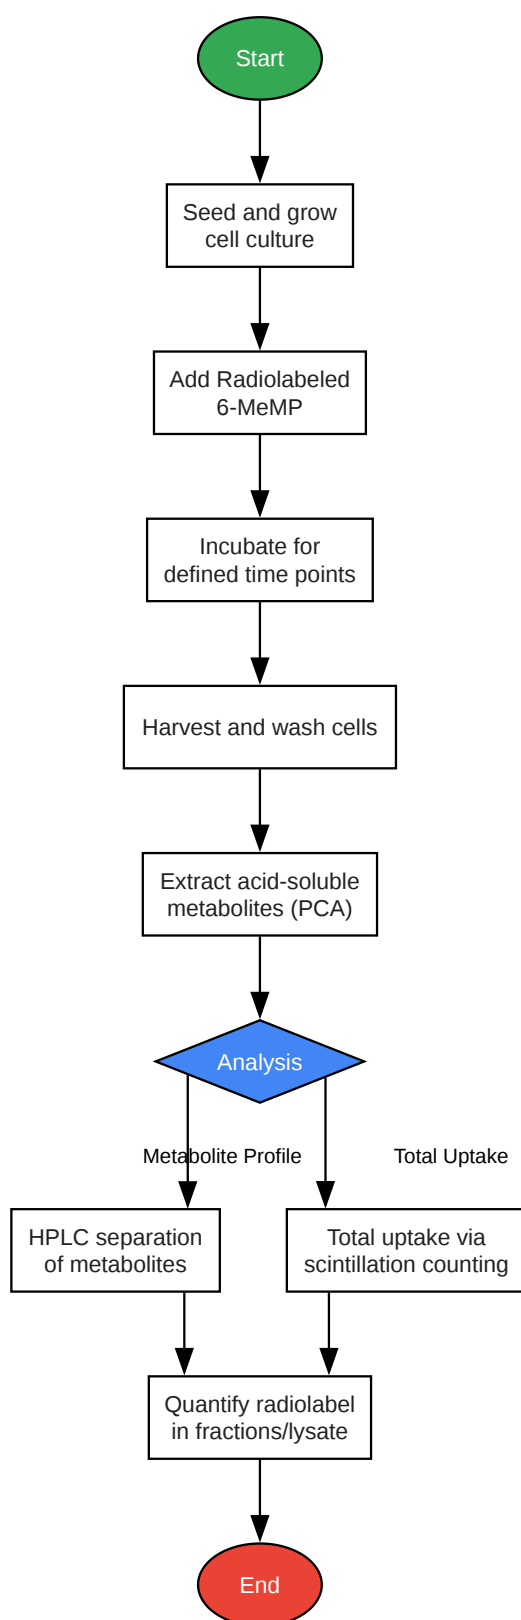 Start
Seed and grow
cell culture
Add Radiolabeled
6-MeMP
Incubate for
defined time points
Harvest and wash cells
Extract acid-soluble
metabolites (PCA)
Analysis
Metabolite Profile
Total Uptake
HPLC separation
of metabolites
Total uptake via
scintillation counting
Quantify radiolabel
in fractions/lysate
End